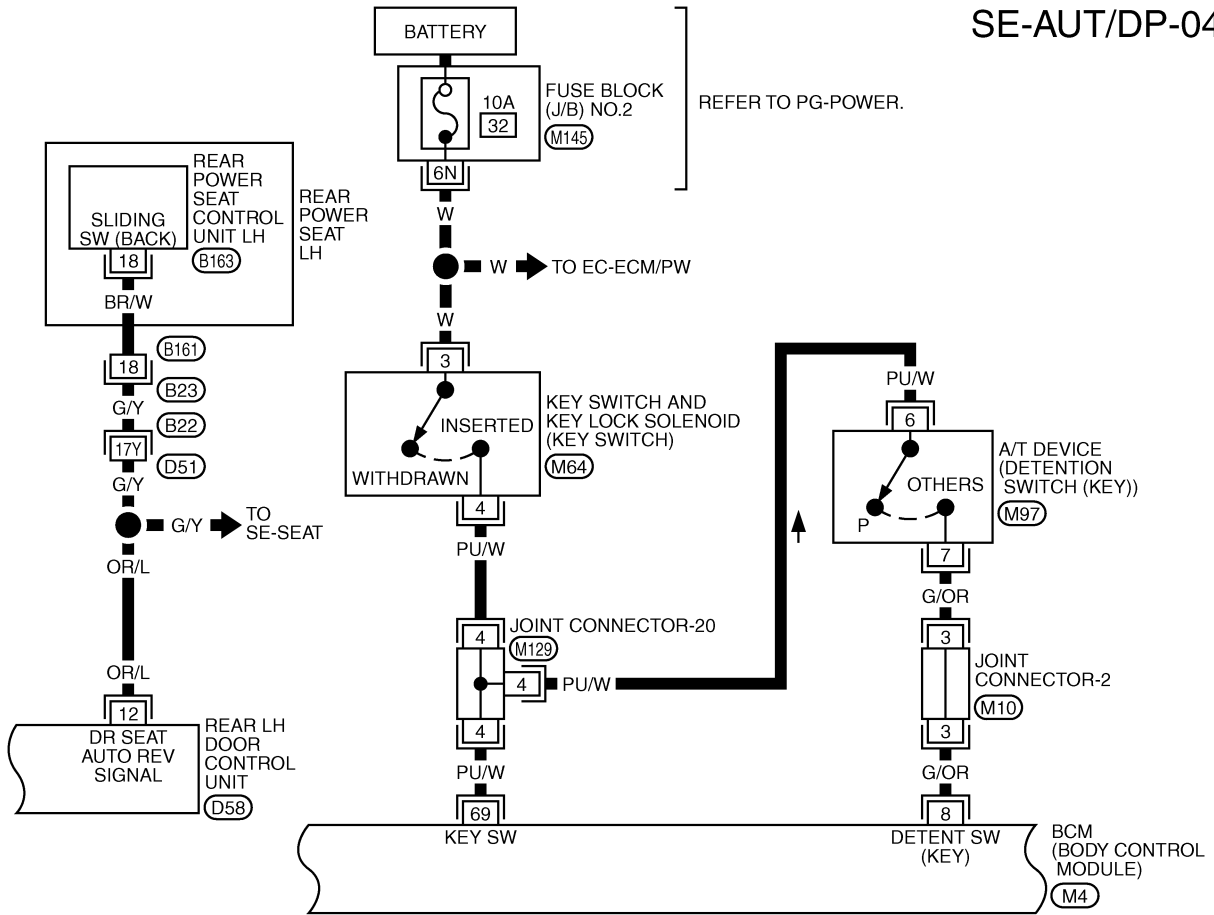 SE-AUT/DP-04
BATTERY
10A
32
FUSE BLOCK
(J/B) NO.2
M145
REFER TO PG-POWER.
6N
W
W
TO EC-ECM/PW
W
3
INSERTED
WITHDRAWN
KEY SWITCH AND
KEY LOCK SOLENOID
(KEY SWITCH)
M64
4
PU/W
4
JOINT CONNECTOR-20
M129
4
PU/W
4
PU/W
69
KEY SW
REAR
POWER
SEAT
CONTROL
UNIT LH
B163
REAR
POWER
SEAT
LH
SLIDING
SW (BACK)
18
BR/W
B161
18
B23
G/Y
B22
17Y
D51
G/Y
G/Y
TO
SE-SEAT
OR/L
OR/L
12
DR SEAT
AUTO REV
SIGNAL
REAR LH
DOOR
CONTROL
UNIT
D58
PU/W
6
OTHERS
P
A/T DEVICE
(DETENTION
SWITCH (KEY))
M97
7
G/OR
3
JOINT
CONNECTOR-2
M10
3
G/OR
8
DETENT SW
(KEY)
BCM
(BODY CONTROL
MODULE)
M4